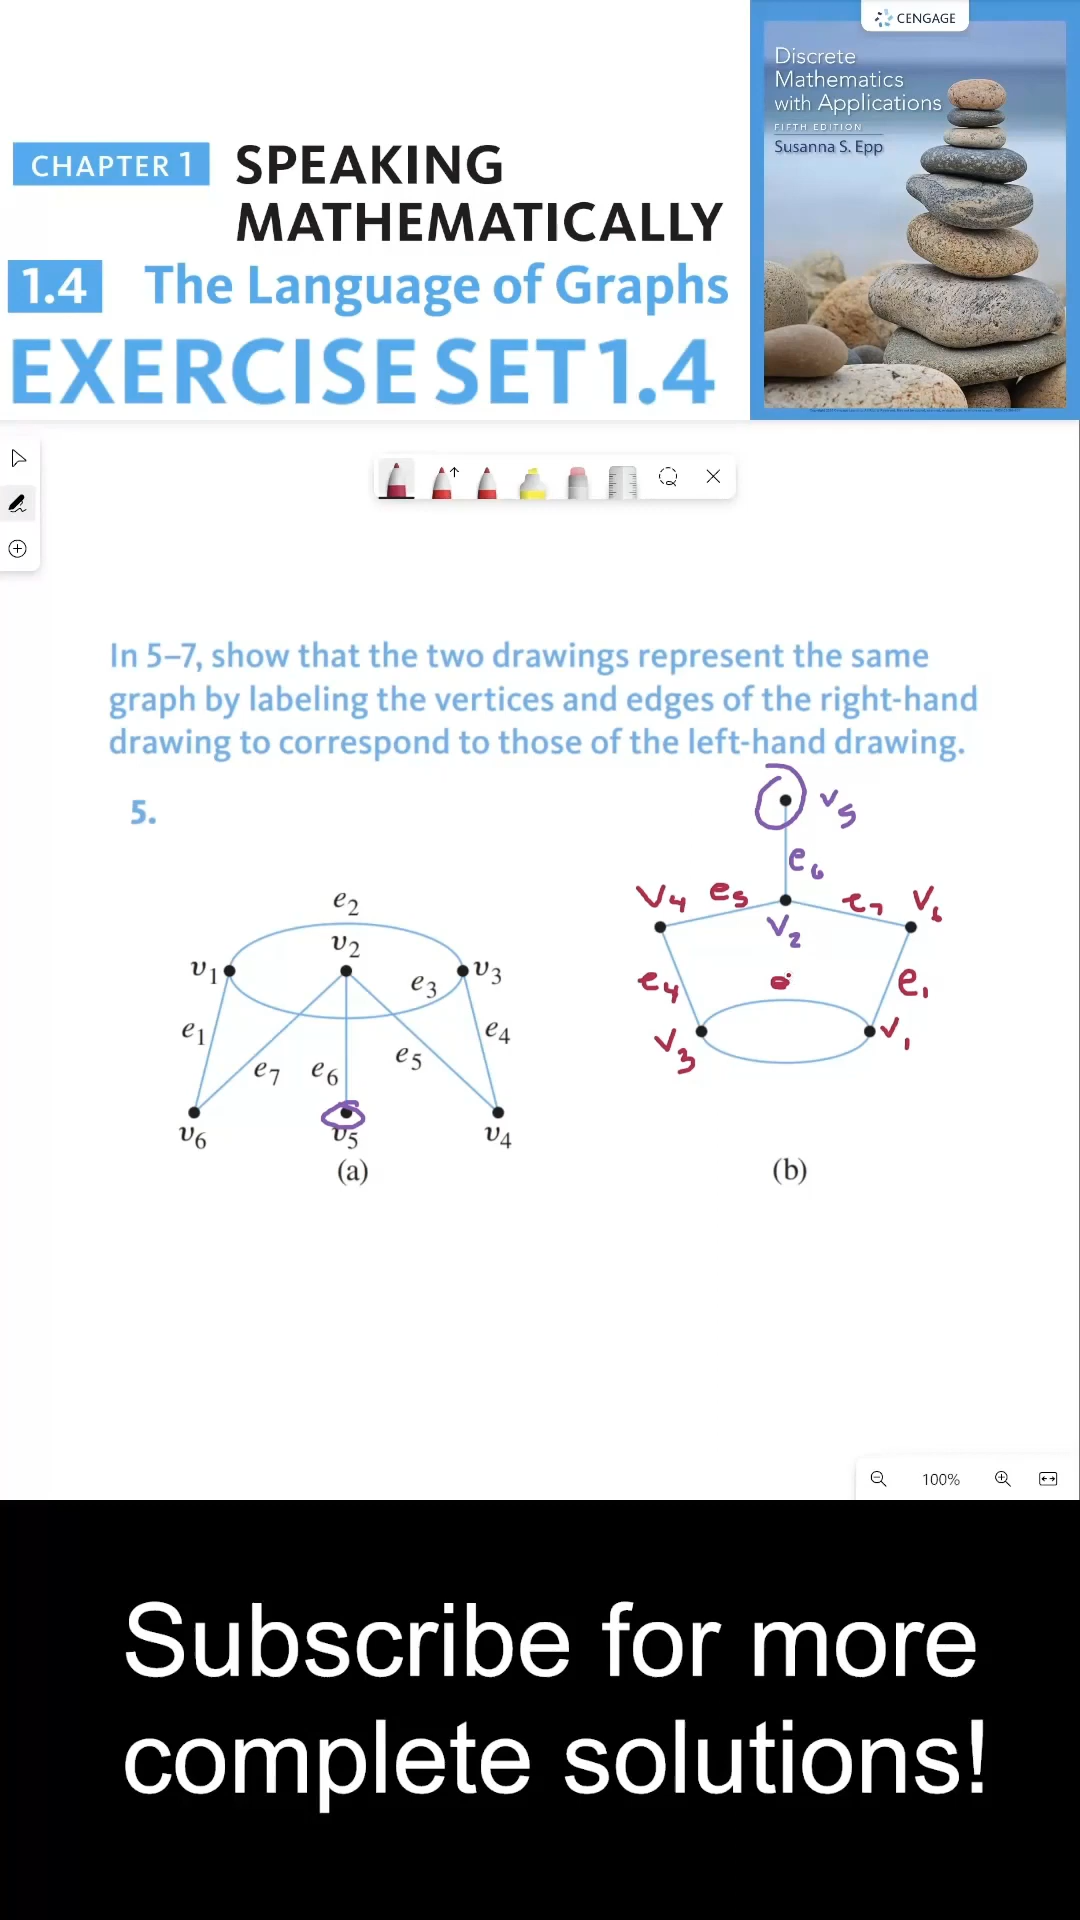 CENGAGE
Discrete
Mathematics
with Applications
FIFTH EDITION
Susanna S. Epp
CHAPTER 1 SPEAKING
MATHEMATICALLY
1.4 The Language of Graphs
EXERCISE SET 1.4
In 5–7, show that the two drawings represent the same
graph by labeling the vertices and edges of the right-hand
drawing to correspond to those of the left-hand drawing.
5.
e2
v2
v1
v3
e3
e1
e4
e5
e7
e6
v6
v5
v4
(a)
v5
e6
v4 e5
e7 v6
v2
e4
e1
v3
v1
(b)
100%
Subscribe for more
complete solutions!